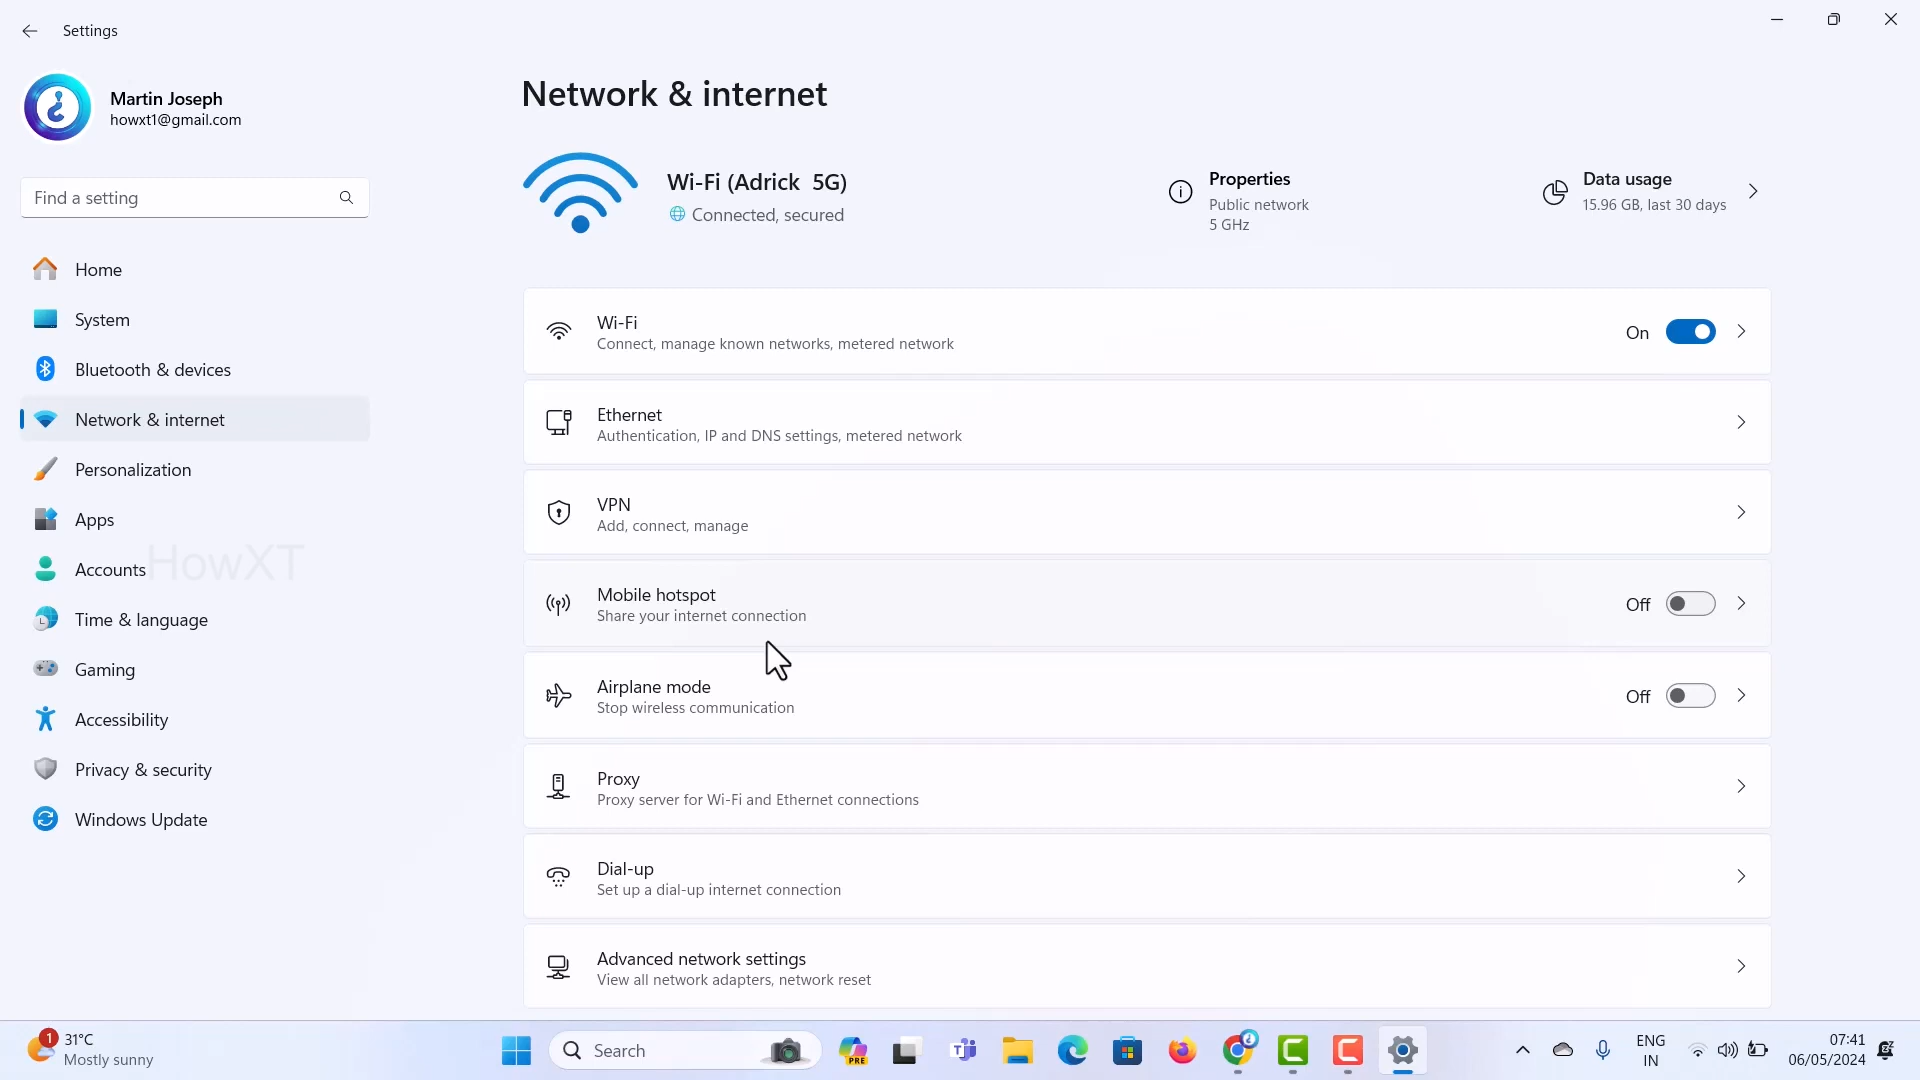 Settings
Martin Joseph
howxt1@gmail.com
Find a setting
Home
System
Bluetooth & devices
Network & internet
Personalization
Apps
Accounts
HowXT
Time & language
Gaming
Accessibility
Privacy & security
Windows Update
Network & internet
Wi-Fi (Adrick 5G)
Connected, secured
Properties
Public network
5 GHz
Data usage
15.96 GB, last 30 days
Wi-Fi
Connect, manage known networks, metered network
On
Ethernet
Authentication, IP and DNS settings, metered network
VPN
Add, connect, manage
Mobile hotspot
Share your internet connection
Off
Airplane mode
Stop wireless communication
Off
Proxy
Proxy server for Wi-Fi and Ethernet connections
Dial-up
Set up a dial-up internet connection
Advanced network settings
View all network adapters, network reset
1
31°C
Mostly sunny
Search
PRE
ENG
IN
07:41
06/05/2024